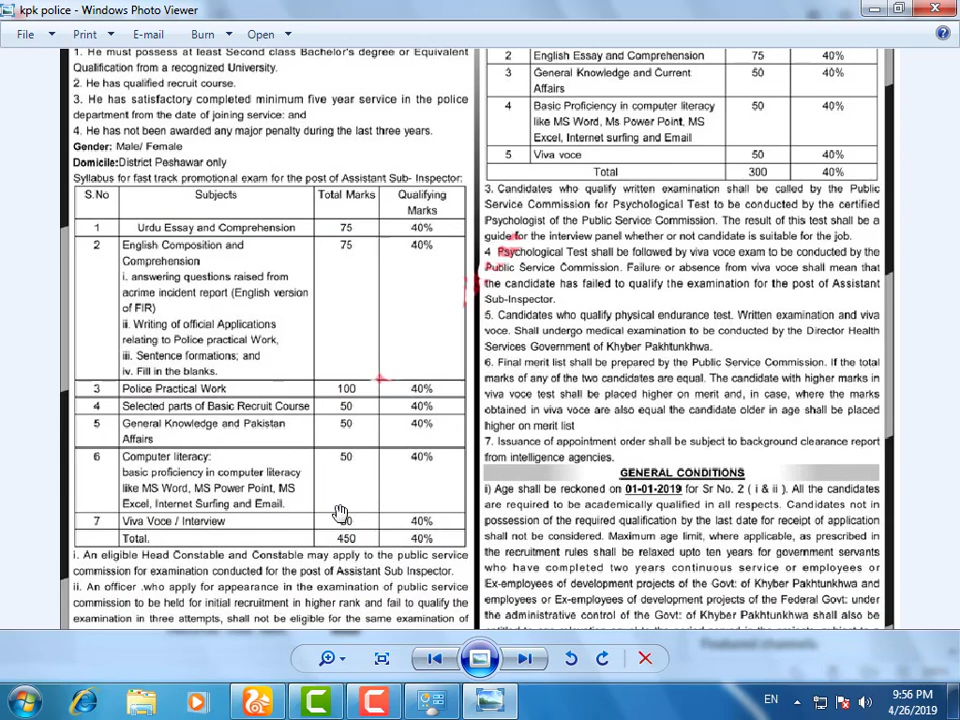 kpk police - Windows Photo Viewer
File Print E-mail Burn Open
1. He must possess at least Second class Bachelor's degree or Equivalent
Qualification from a recognized University.
2. He has qualified recruit course.
3. He has satisfactory completed minimum five year service in the police
department from the date of joining service: and
4. He has not been awarded any major penalty during the last three years.
Gender: Male/ Female
Domicile:District Peshawar only
Syllabus for fast track promotional exam for the post of Assistant Sub- Inspector:
S.No Subjects Total Marks Qualifying
Marks
1 Urdu Essay and Comprehension 75 40%
2 English Composition and 75 40%
Comprehension
i. answering questions raised from
acrime incident report (English version
of FIR)
ii. Writing of official Applications
relating to Police practical Work,
iii. Sentence formations; and
iv. Fill in the blanks.
3 Police Practical Work 100 40%
4 Selected parts of Basic Recruit Course 50 40%
5 General Knowledge and Pakistan 50 40%
Affairs
6 Computer literacy: 50 40%
basic proficiency in computer literacy
like MS Word, MS Power Point, MS
Excel, Internet Surfing and Email.
7 Viva Voce / Interview 40%
Total. 450 40%
i. An eligible Head Constable and Constable may apply to the public service
commission for examination conducted for the post of Assistant Sub Inspector.
ii. An officer .who apply for appearance in the examination of public service
commission to be held for initial recruitment in higher rank and fail to qualify the
examination in three attempts, shall not be eligible for the same examination of
2 English Essay and Comprehension 75 40%
3 General Knowledge and Current 50 40%
Affairs
4 Basic Proficiency in computer literacy 50 40%
like MS Word, Ms Power Point, MS
Excel, Internet surfing and Email
5 Viva voce 50 40%
Total 300 40%
3. Candidates who qualify written examination shall be called by the Public
Service Commission for Psychological Test to be conducted by the certified
Psychologist of the Public Service Commission. The result of this test shall be a
guide for the interview panel whether or not candidate is suitable for the job.
4 Psychological Test shall be followed by viva voce exam to be conducted by the
Public Service Commission. Failure or absence from viva voce shall mean that
the candidate has failed to qualify the examination for the post of Assistant
Sub-Inspector.
5. Candidates who qualify physical endurance test. Written examination and viva
voce. Shall undergo medical examination to be conducted by the Director Health
Services Government of Khyber Pakhtunkhwa.
6. Final merit list shall be prepared by the Public Service Commission. If the total
marks of any of the two candidates are equal. The candidate with higher marks in
viva voce test shall be placed higher on merit and, in case, where the marks
obtained in viva voce are also equal the candidate older in age shall be placed
higher on merit list
7. Issuance of appointment order shall be subject to background clearance report
from intelligence agencies.
GENERAL CONDITIONS
i) Age shall be reckoned on 01-01-2019 for Sr No. 2 ( i & ii ). All the candidates
are required to be academically qualified in all respects. Candidates not in
possession of the required qualification by the last date for receipt of application
shall not be considered. Maximum age limit, where applicable, as prescribed in
the recruitment rules shall be relaxed upto ten years for government servants
who have completed two years continuous service or employees or
Ex-employees of development projects of the Govt: of Khyber Pakhtunkhwa and
employees or Ex-employees of development projects of the Federal Govt: under
the administrative control of the Govt: of Khyber Pakhtunkhwa shall also be
EN 9:56 PM
4/26/2019